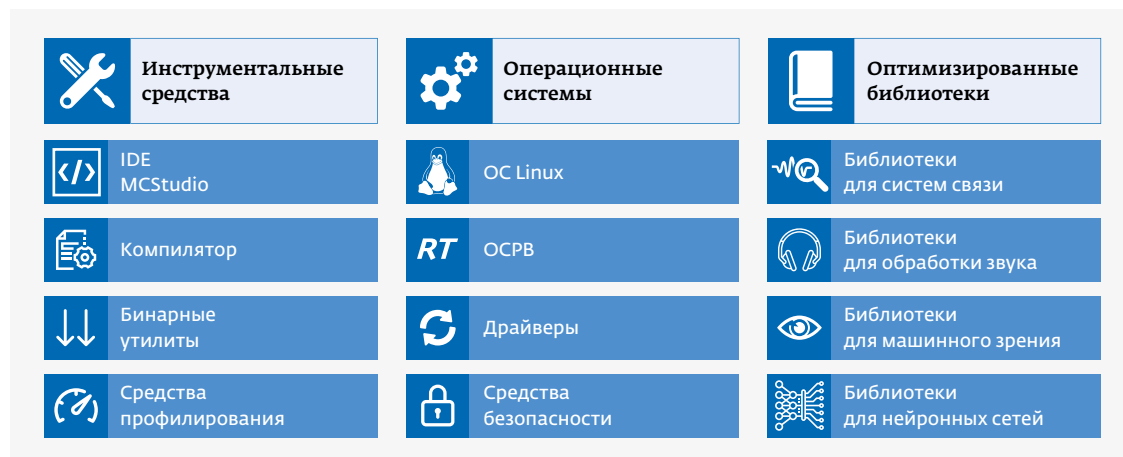 Инструментальные
средства
IDE
MCStudio
Компилятор
Бинарные
утилиты
Средства
профилирования
Операционные
системы
ОС Linux
RT
ОСРВ
Драйверы
Средства
безопасности
Оптимизированные
библиотеки
Библиотеки
для систем связи
Библиотеки
для обработки звука
Библиотеки
для машинного зрения
Библиотеки
для нейронных сетей